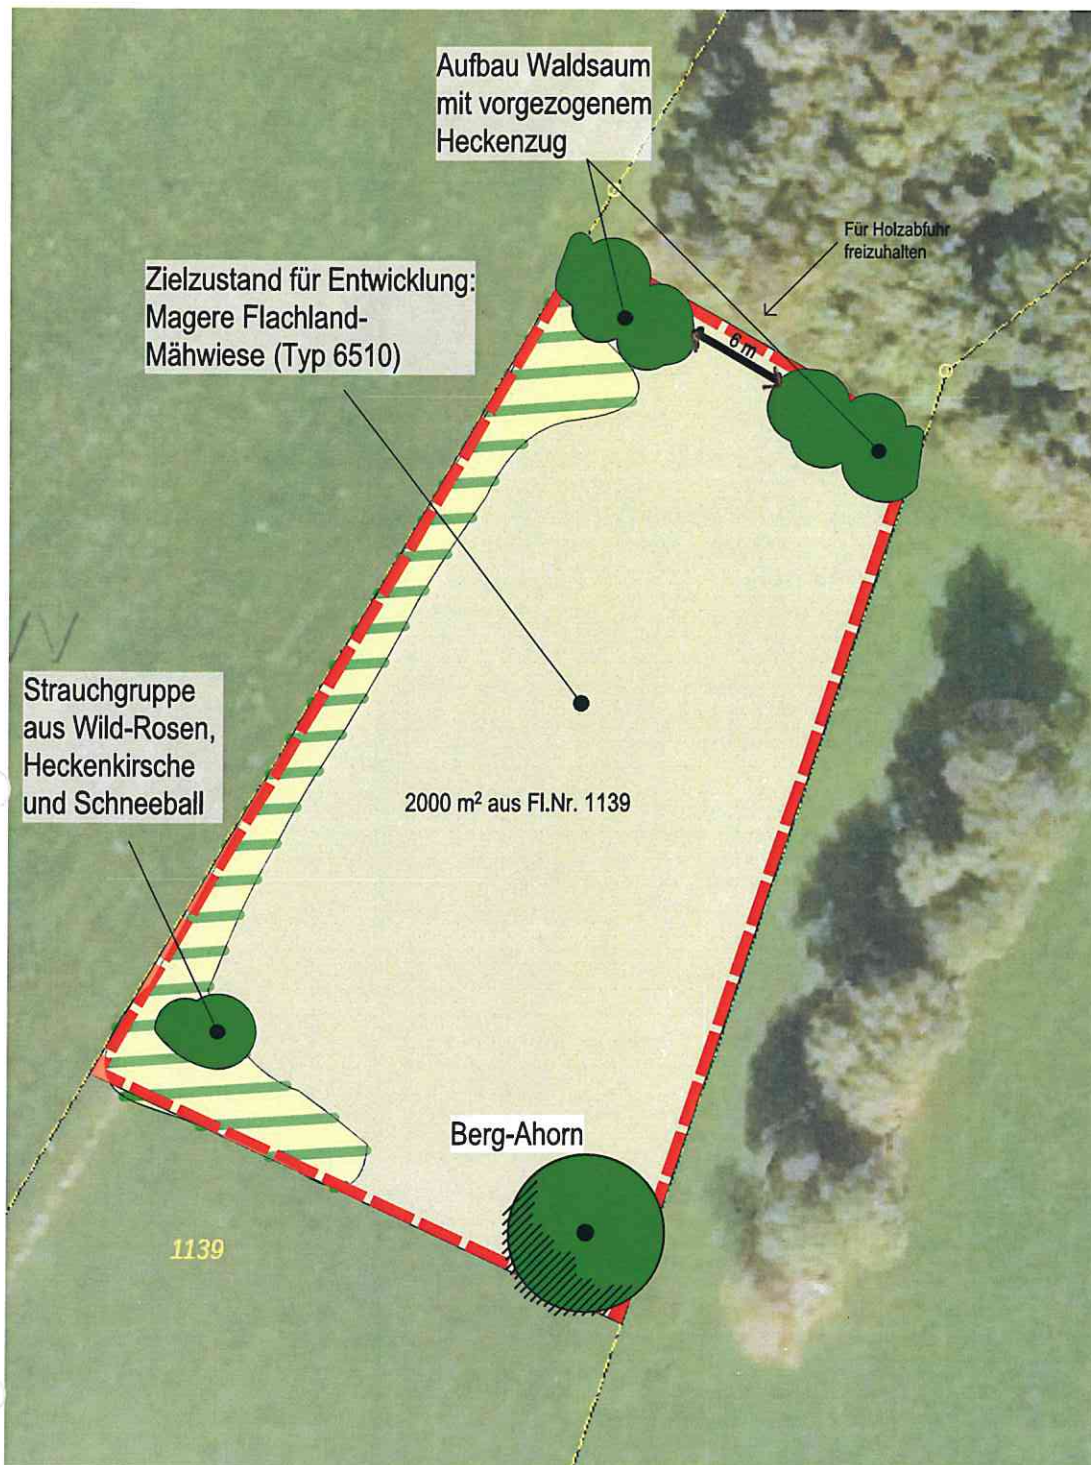 Aufbau Waldsaum
mit vorgezogenem
Heckenzug
Für Holzabfuhr
freizuhalten
Zielzustand für Entwicklung:
Magere Flachland-
Mähwiese (Typ 6510)
6 m
Strauchgruppe
aus Wild-Rosen,
Heckenkirsche
und Schneeball
2000 m² aus Fl.Nr. 1139
Berg-Ahorn
1139